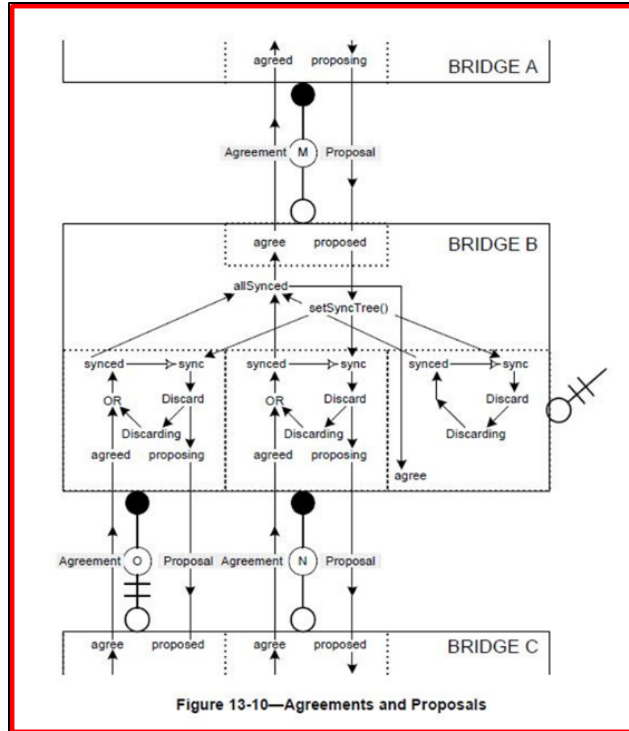 agreed proposing BRIDGE A
Agreement M Proposal
agree proposed BRIDGE B
allSynced
setSyncTree()
synced sync synced sync synced sync
OR Discard OR Discard Discard
Discarding Discarding Discarding
agreed proposing agreed proposing
agree
Agreement O Proposal Agreement N Proposal
agree proposed agree proposed BRIDGE C
Figure 13-10—Agreements and Proposals